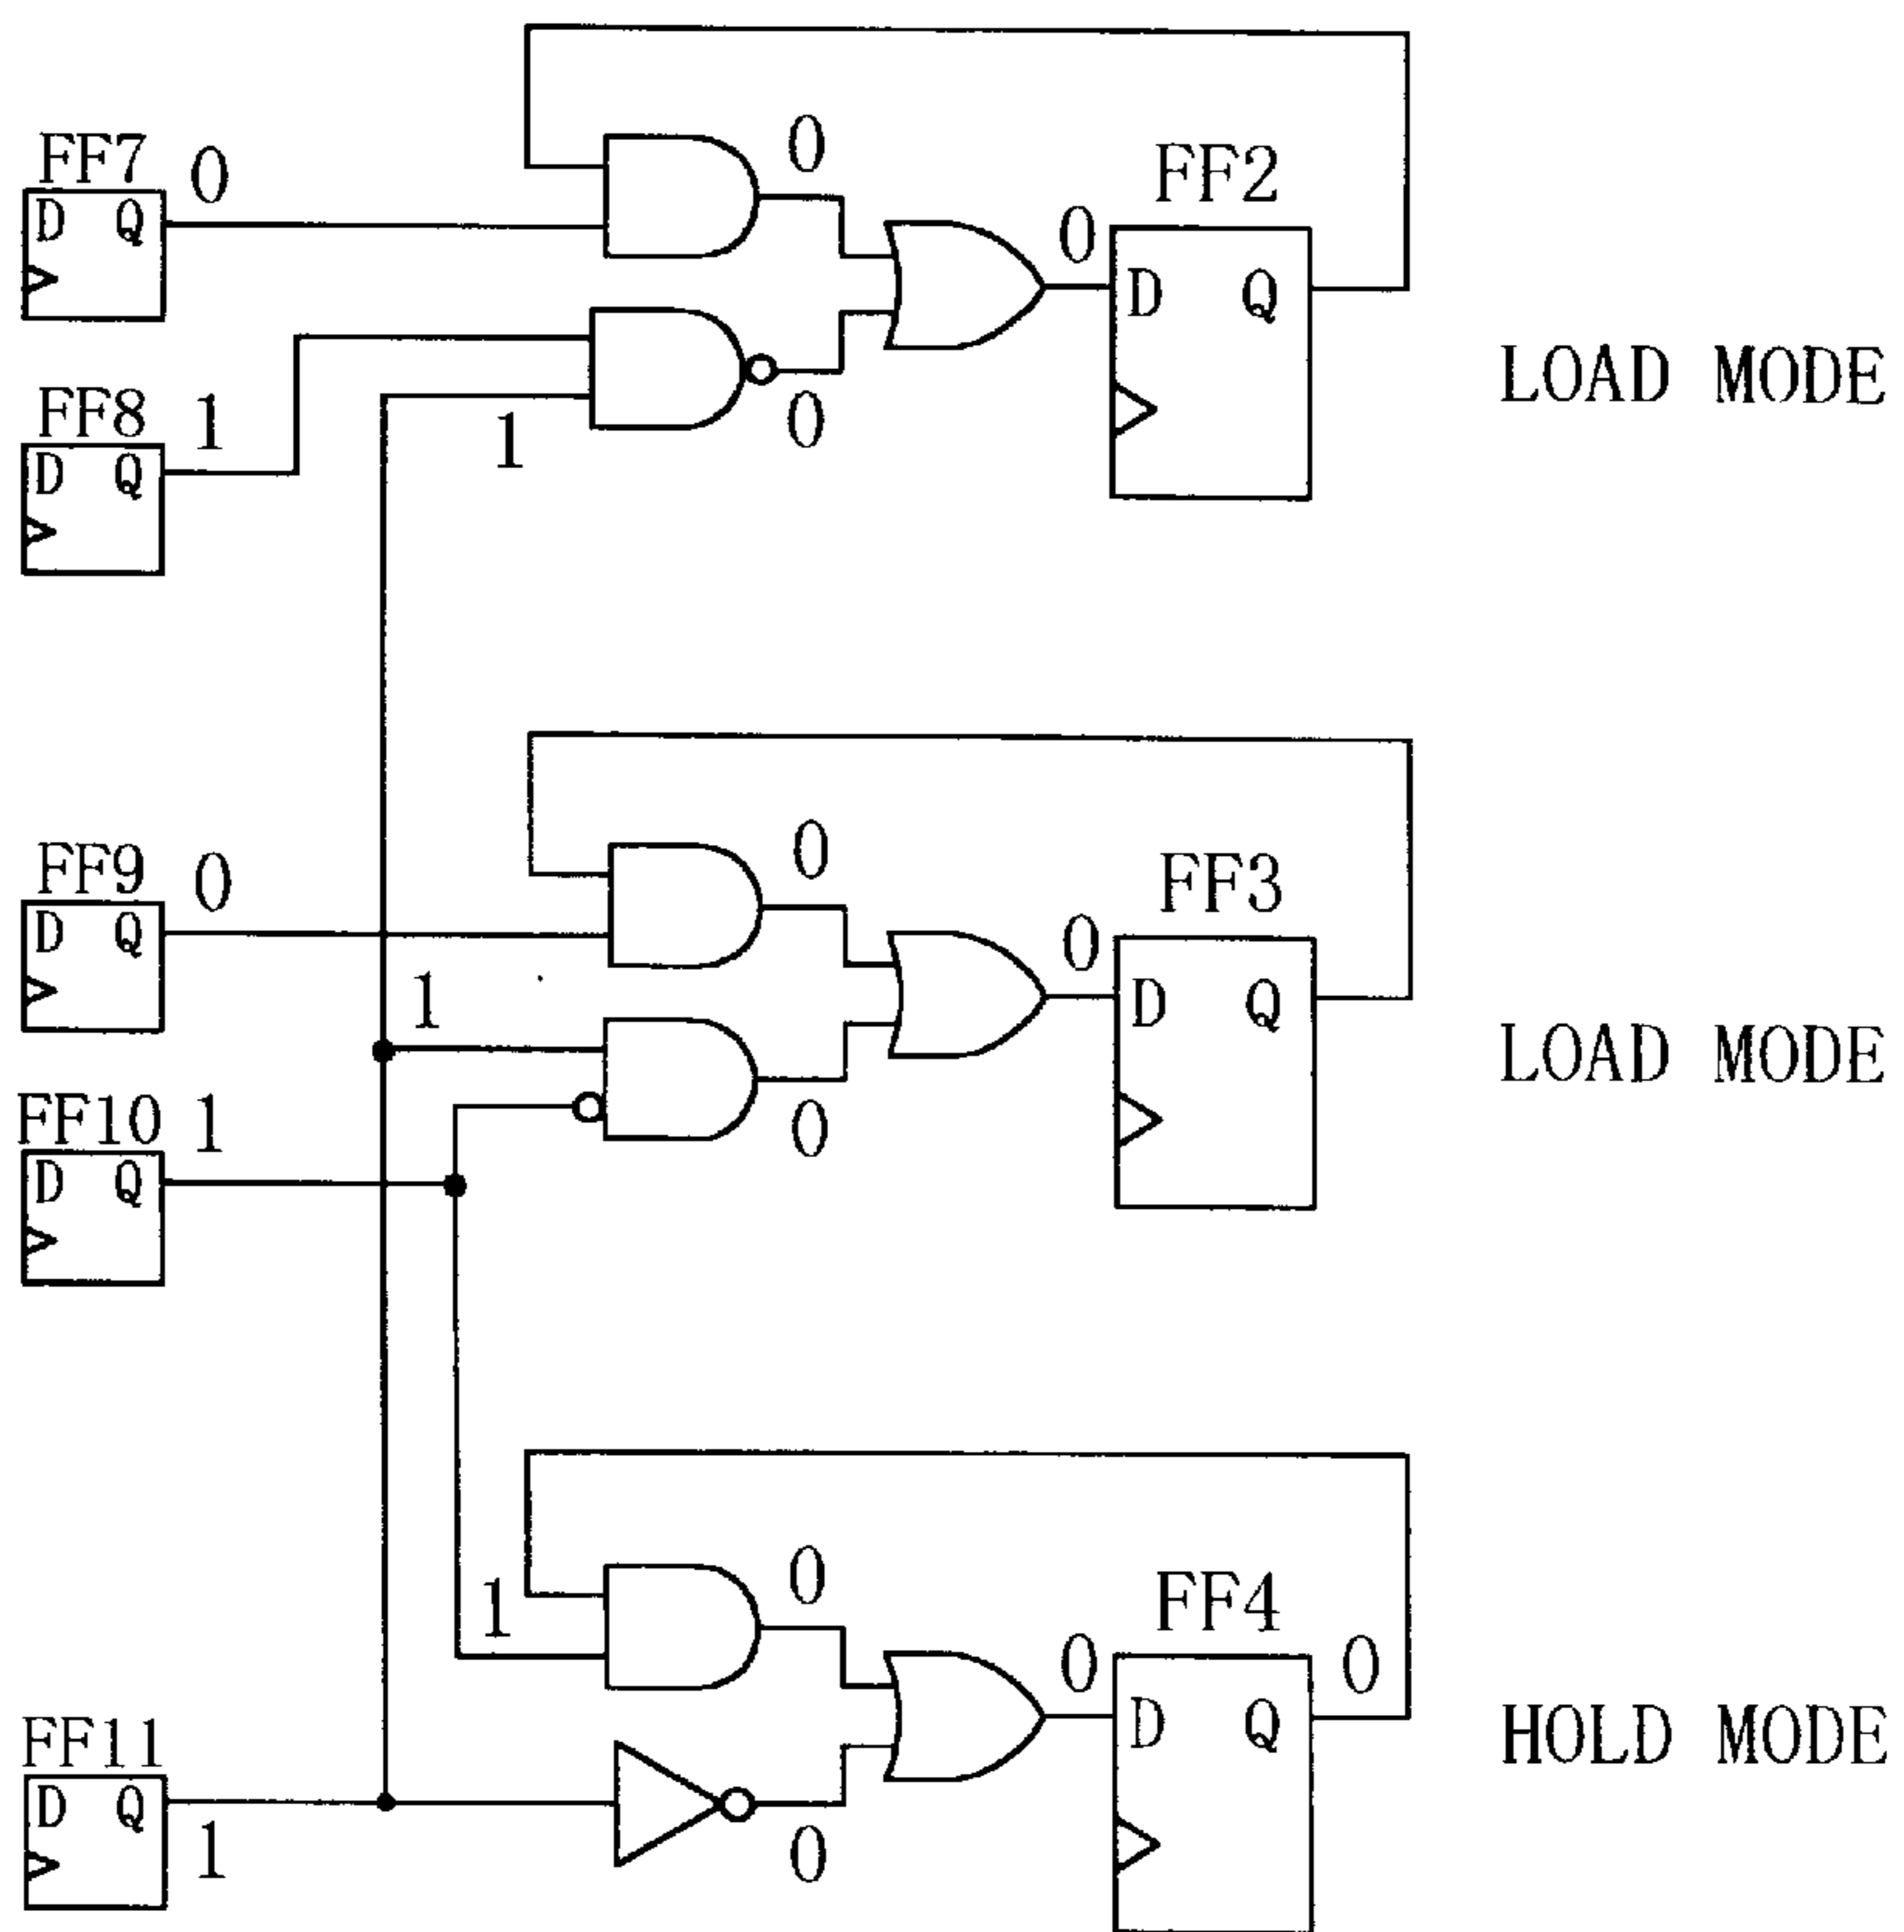 FF7 0 0 FF2
D Q 0 D Q
LOAD MODE
FF8 1 1 0
D Q
FF9 0 0 FF3
D Q 0 D Q
1
LOAD MODE
FF10 1 0
D Q
1 0 FF4
0 D Q 0
HOLD MODE
FF11
D Q
1 0